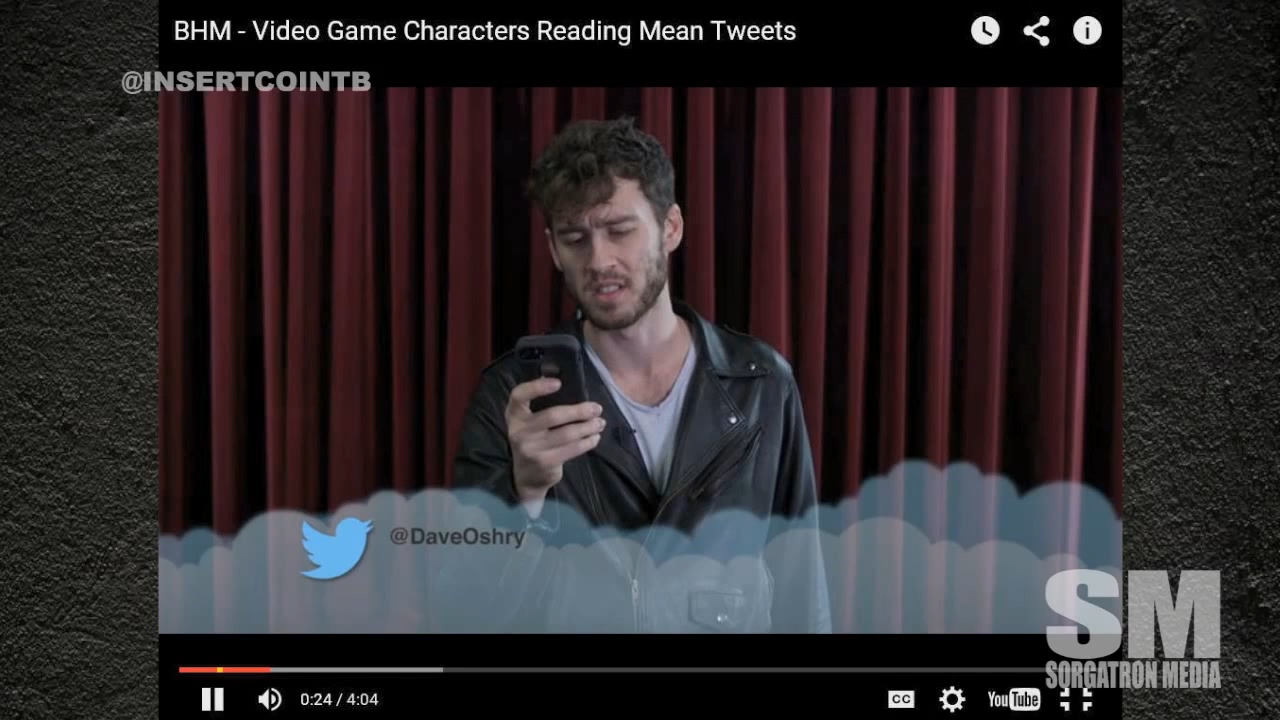 BHM - Video Game Characters Reading Mean Tweets
@INSERTCOINTB
@DaveOshry
SM
SORGATRON MEDIA
0:24 / 4:04
CC
YouTube